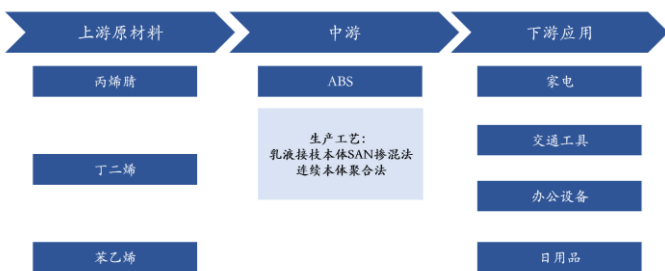 上游原材料
中游
下游应用
丙烯腈
ABS
家电
生产工艺：
乳液接枝本体SAN掺混法
连续本体聚合法
交通工具
丁二烯
办公设备
苯乙烯
日用品